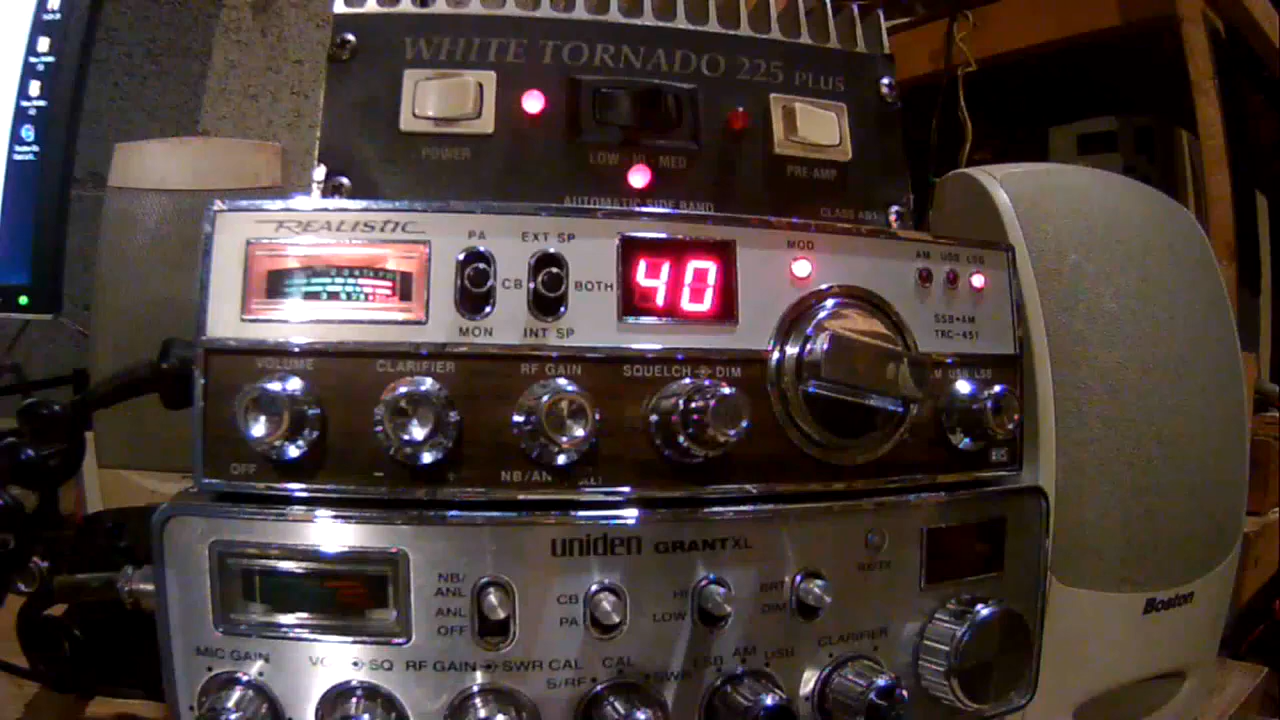 WHITE TORNADO 225 PLUS
POWER
LOW - HI - MED
PRE-AMP
AUTOMATIC SIDE BAND
CLASS AB1
REALISTIC
PA
EXT SP
MOD
AM USB LSB
CB
BOTH
40
MON
INT SP
SSB•AM
TRC-451
VOLUME
CLARIFIER
RF GAIN
SQUELCH
DIM
USB LSB
OFF
- +
uniden GRANT XL
NB/
ANL
ANL
OFF
CB
PA
HI
LOW
BRT
DIM
RX/TX
MIC GAIN
SQ
RF GAIN
SWR CAL
CAL
S/RF
SWR
LSB
AM
USB
CLARIFIER
Boston